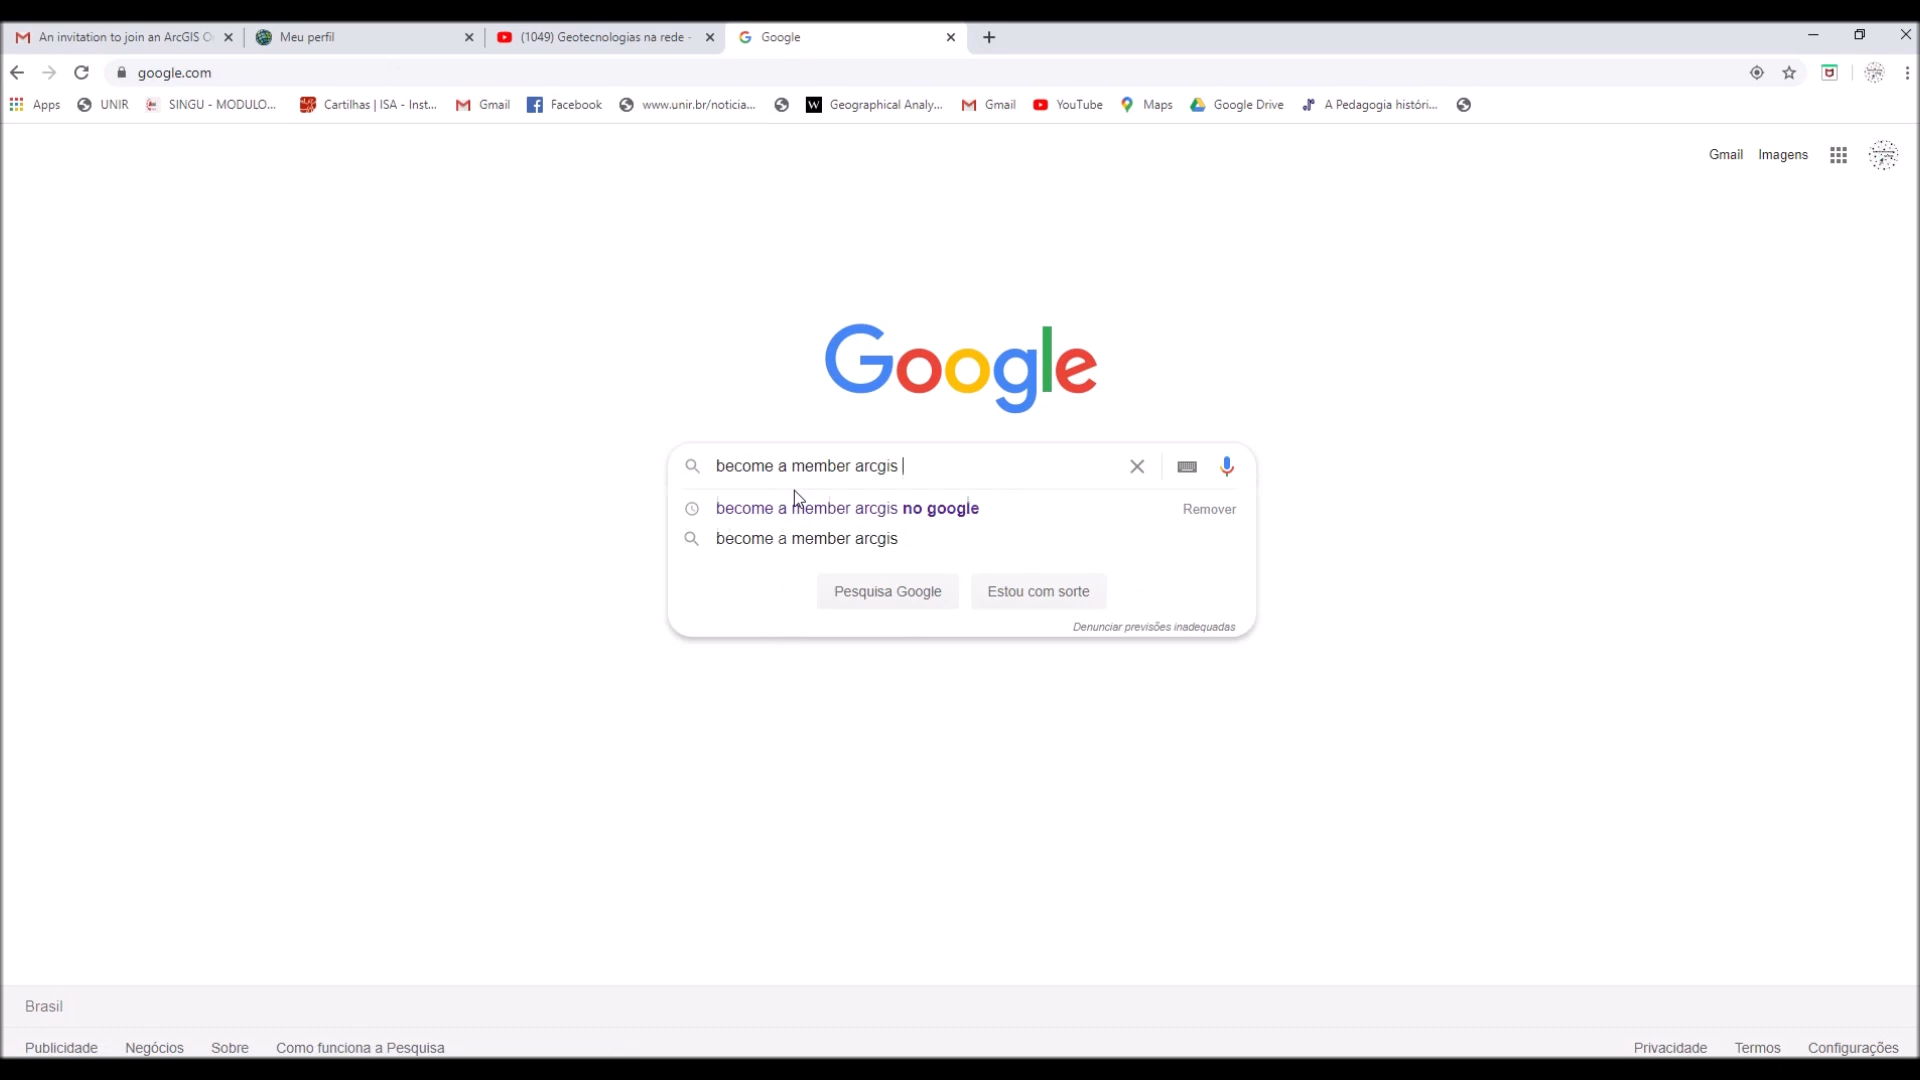 An invitation to join an ArcGIS O
Meu perfil
(1049) Geotecnologias na rede -
Google
google.com
Apps
UNIR
SINGU - MODULO...
Cartilhas | ISA - Inst...
Gmail
Facebook
www.unir.br/noticia...
W
Geographical Analy...
Gmail
YouTube
Maps
Google Drive
A Pedagogia históri...
Gmail
Imagens
Google
become a member arcgis
become a member arcgis no google
Remover
become a member arcgis
Pesquisa Google
Estou com sorte
Denunciar previsões inadequadas
Brasil
Publicidade
Negócios
Sobre
Como funciona a Pesquisa
Privacidade
Termos
Configurações